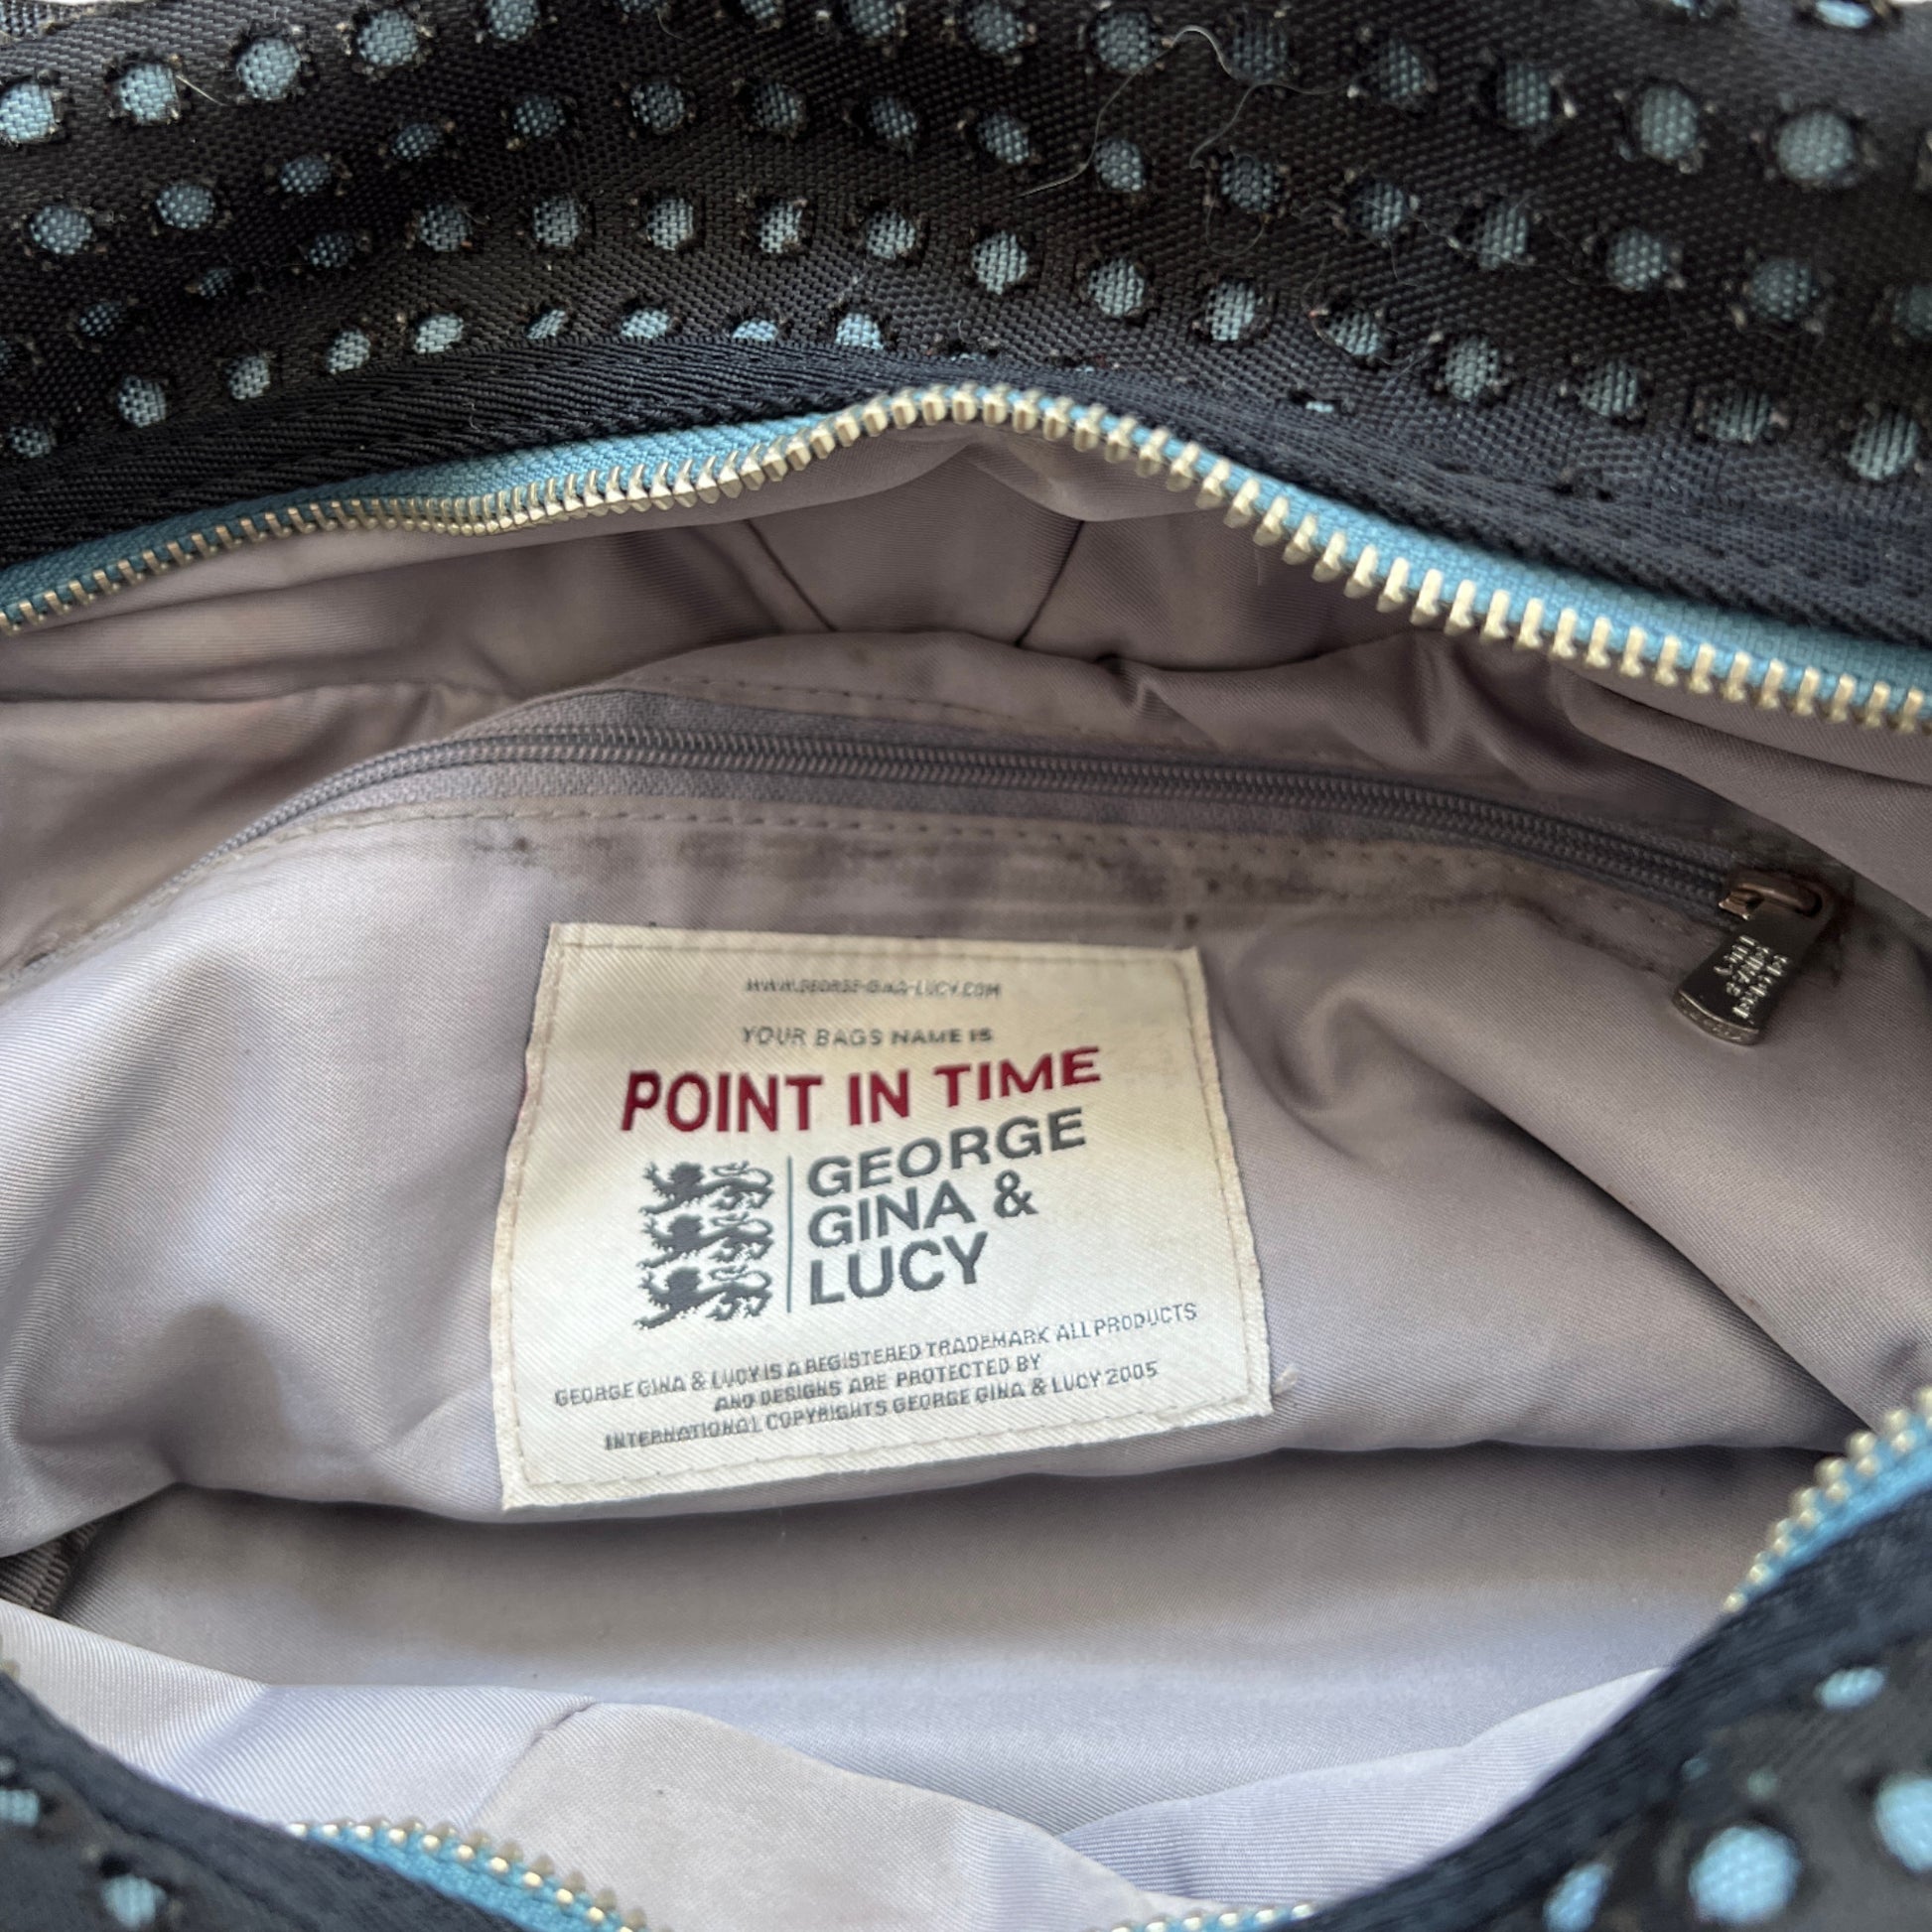 WWW.GEORGE-GINA-LUCY.COM
YOUR BAGS NAME IS
POINT IN TIME
GEORGE
GINA &
LUCY
GEORGE GINA & LUCY IS A REGISTERED TRADEMARK ALL PRODUCTS
AND DESIGNS ARE PROTECTED BY
INTERNATIONAL COPYRIGHTS GEORGE GINA & LUCY 2005